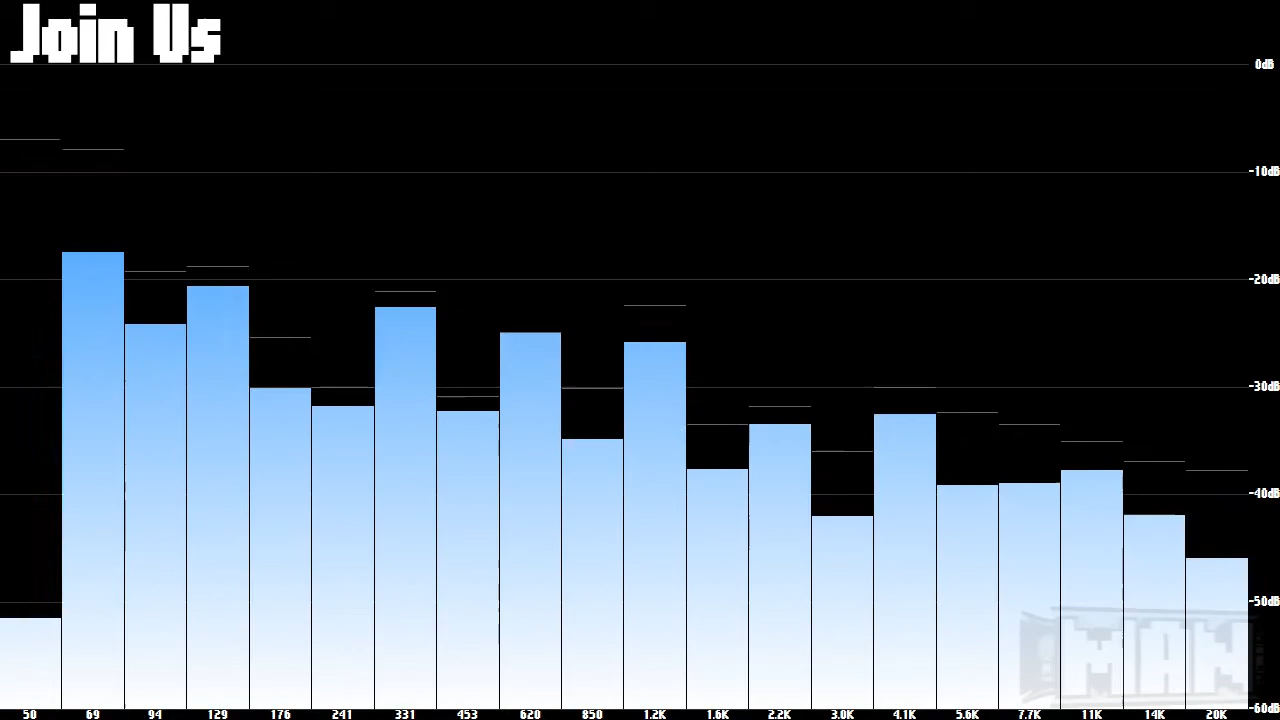 Join Us
0dB
-10dB
-20dB
-30dB
-40dB
-50dB
-60dB
MAN
50 69 94 129 176 241 331 453 620 850 1.2K 1.6K 2.2K 3.0K 4.1K 5.6K 7.7K 11K 14K 20K